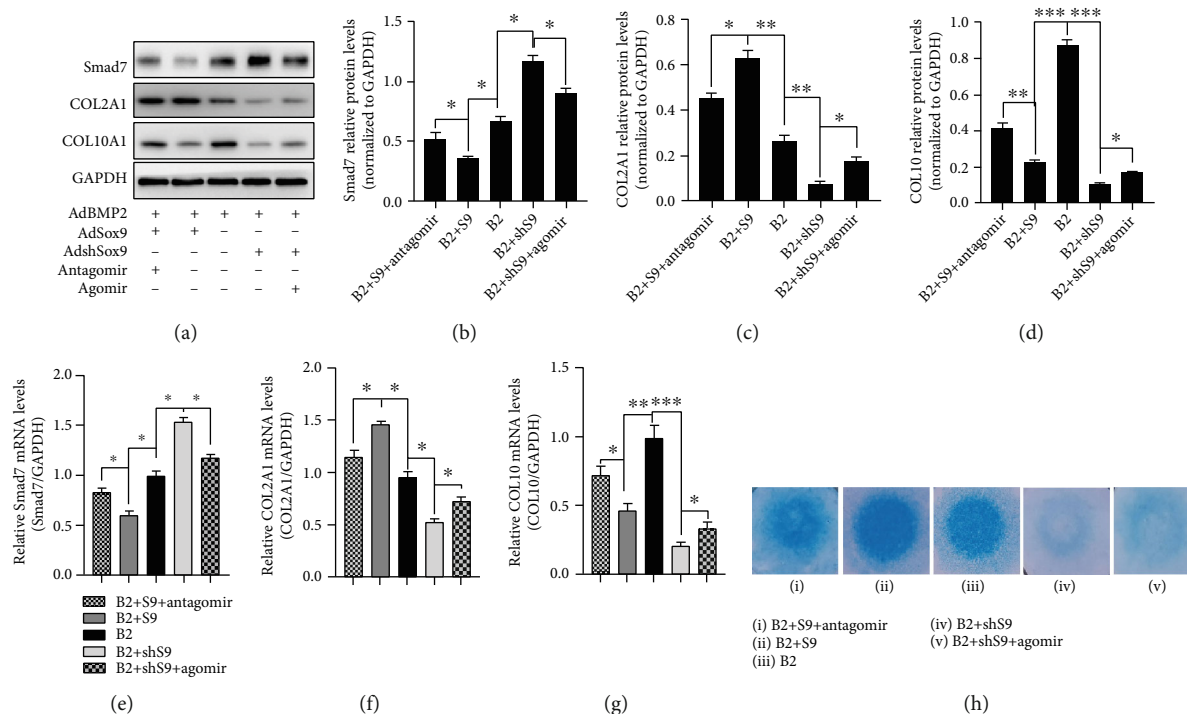 Smad7
COL2A1
COL10A1
GAPDH
AdBMP2 + + + + +
AdSox9 + + – – –
AdshSox9 – – – + +
Antagomir + – – – –
Agomir – – – – +
(a)
Smad7 relative protein levels
(normalized to GAPDH)
1.5
1.0
0.5
0.0
* * * *
B2+S9+antagomir
B2+S9
B2
B2+shS9
B2+shS9+agomir
(b)
COL2A1 relative protein levels
(normalized to GAPDH)
0.8
0.6
0.4
0.2
0.0
* ** ** *
B2+S9+antagomir
B2+S9
B2
B2+shS9
B2+shS9+agomir
(c)
COL10 relative protein levels
(normalized to GAPDH)
1.0
0.8
0.6
0.4
0.2
0.0
** *** *** *
B2+S9+antagomir
B2+S9
B2
B2+shS9
B2+shS9+agomir
(d)
Relative Smad7 mRNA levels
(Smad7/GAPDH)
2.0
1.5
1.0
0.5
0.0
* * * *
B2+S9+antagomir
B2+S9
B2
B2+shS9
B2+shS9+agomir
(e)
Relative COL2A1 mRNA levels
(COL2A1/GAPDH)
2.0
1.5
1.0
0.5
0.0
* * * *
(f)
Relative COL10 mRNA levels
(COL10/GAPDH)
1.5
1.0
0.5
0.0
* ** *** *
(g)
(i) (ii) (iii) (iv) (v)
(i) B2+S9+antagomir
(ii) B2+S9
(iii) B2
(iv) B2+shS9
(v) B2+shS9+agomir
(h)